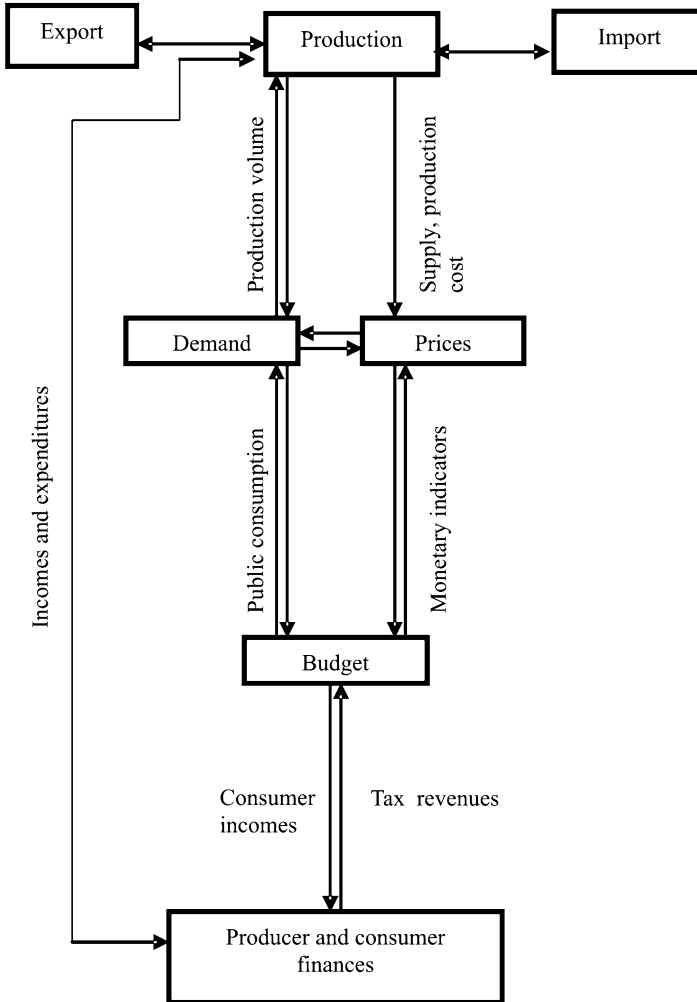 Export
Production
Import
Production volume
Supply, production
cost
Demand
Prices
Incomes and expenditures
Public consumption
Monetary indicators
Budget
Consumer
incomes
Tax revenues
Producer and consumer
finances